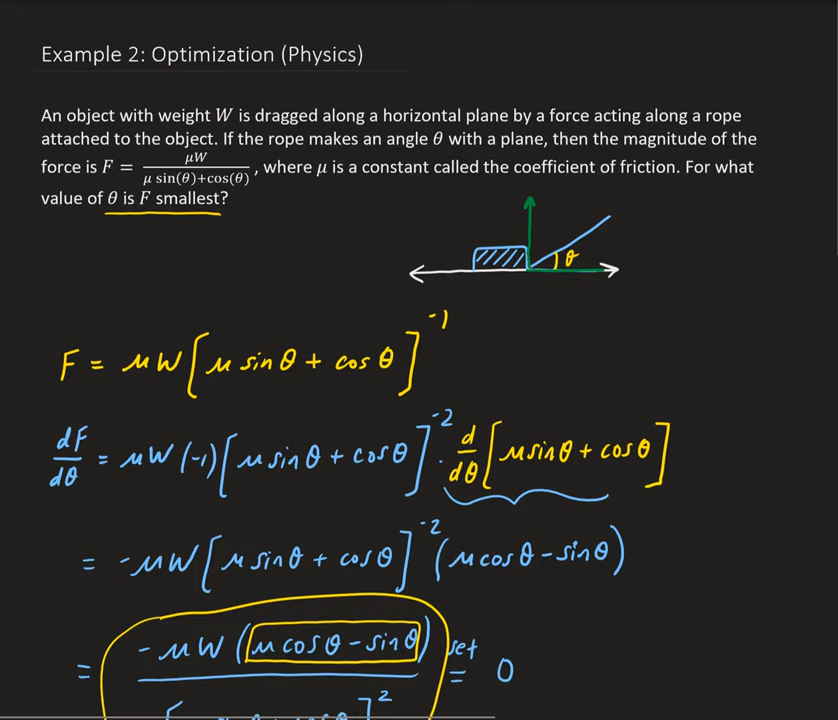 Example 2: Optimization (Physics)
An object with weight W is dragged along a horizontal plane by a force acting along a rope
attached to the object. If the rope makes an angle θ with a plane, then the magnitude of the
force is F = μW / (μ sin(θ)+cos(θ)), where μ is a constant called the coefficient of friction. For what
value of θ is F smallest?
θ
F = μW[μ sin θ + cos θ]^-1
dF/dθ = μW (-1)[μ sin θ + cos θ]^-2 · d/dθ [μ sin θ + cos θ]
= -μW[μ sin θ + cos θ]^-2 (μ cos θ - sin θ)
= -μW (μ cos θ - sin θ) set = 0
]^2